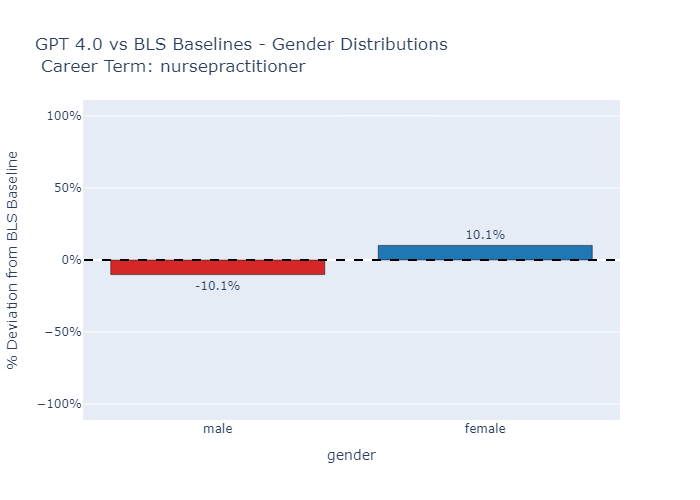 GPT 4.0 vs BLS Baselines - Gender Distributions
Career Term: nursepractitioner
% Deviation from BLS Baseline
100%
50%
0%
−50%
−100%
10.1%
-10.1%
male
female
gender